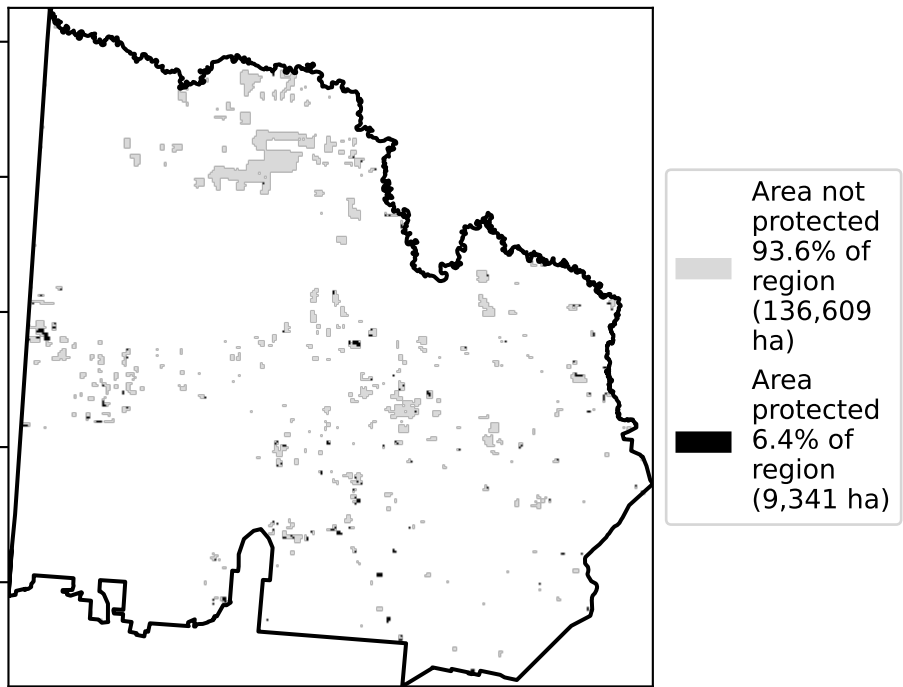 Area not
protected
93.6% of
region
(136,609
ha)
Area
protected
6.4% of
region
(9,341 ha)